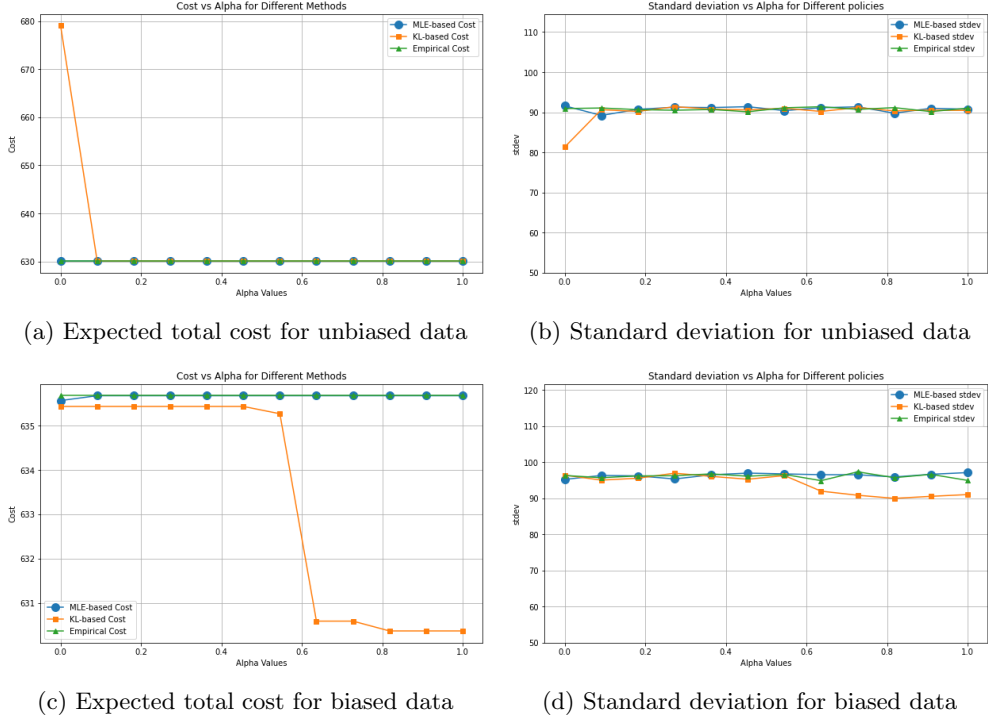 Cost vs Alpha for Different Methods
680
670
660
650
640
630
Cost
0.0 0.2 0.4 0.6 0.8 1.0
Alpha Values
MLE-based Cost
KL-based Cost
Empirical Cost
(a) Expected total cost for unbiased data
Standard deviation vs Alpha for Different policies
110
100
90
80
70
60
50
stdev
0.0 0.2 0.4 0.6 0.8 1.0
Alpha Values
MLE-based stdev
KL-based stdev
Empirical stdev
(b) Standard deviation for unbiased data
Cost vs Alpha for Different Methods
635
634
633
632
631
Cost
0.0 0.2 0.4 0.6 0.8 1.0
Alpha Values
MLE-based Cost
KL-based Cost
Empirical Cost
(c) Expected total cost for biased data
Standard deviation vs Alpha for Different policies
120
110
100
90
80
70
60
50
stdev
0.0 0.2 0.4 0.6 0.8 1.0
Alpha Values
MLE-based stdev
KL-based stdev
Empirical stdev
(d) Standard deviation for biased data